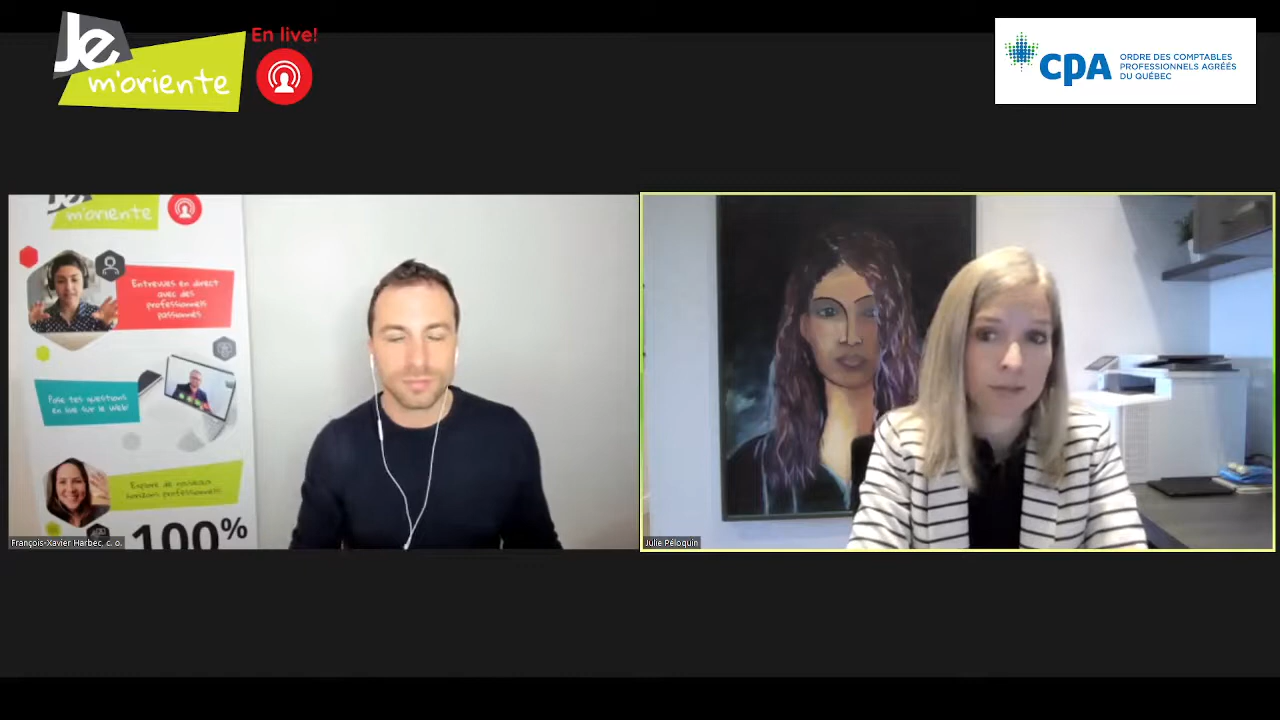 Je
m'oriente
En live!
CPA
ORDRE DES COMPTABLES
PROFESSIONNELS AGRÉÉS
DU QUÉBEC
Je
m'oriente
Entrevues en direct
avec des
professionnels
passionnés
Pose tes questions
en live sur le Web!
Explore de nouveaux
horizons professionnels!
100%
François-Xavier Harbec, c. o.
Julie Péloquin